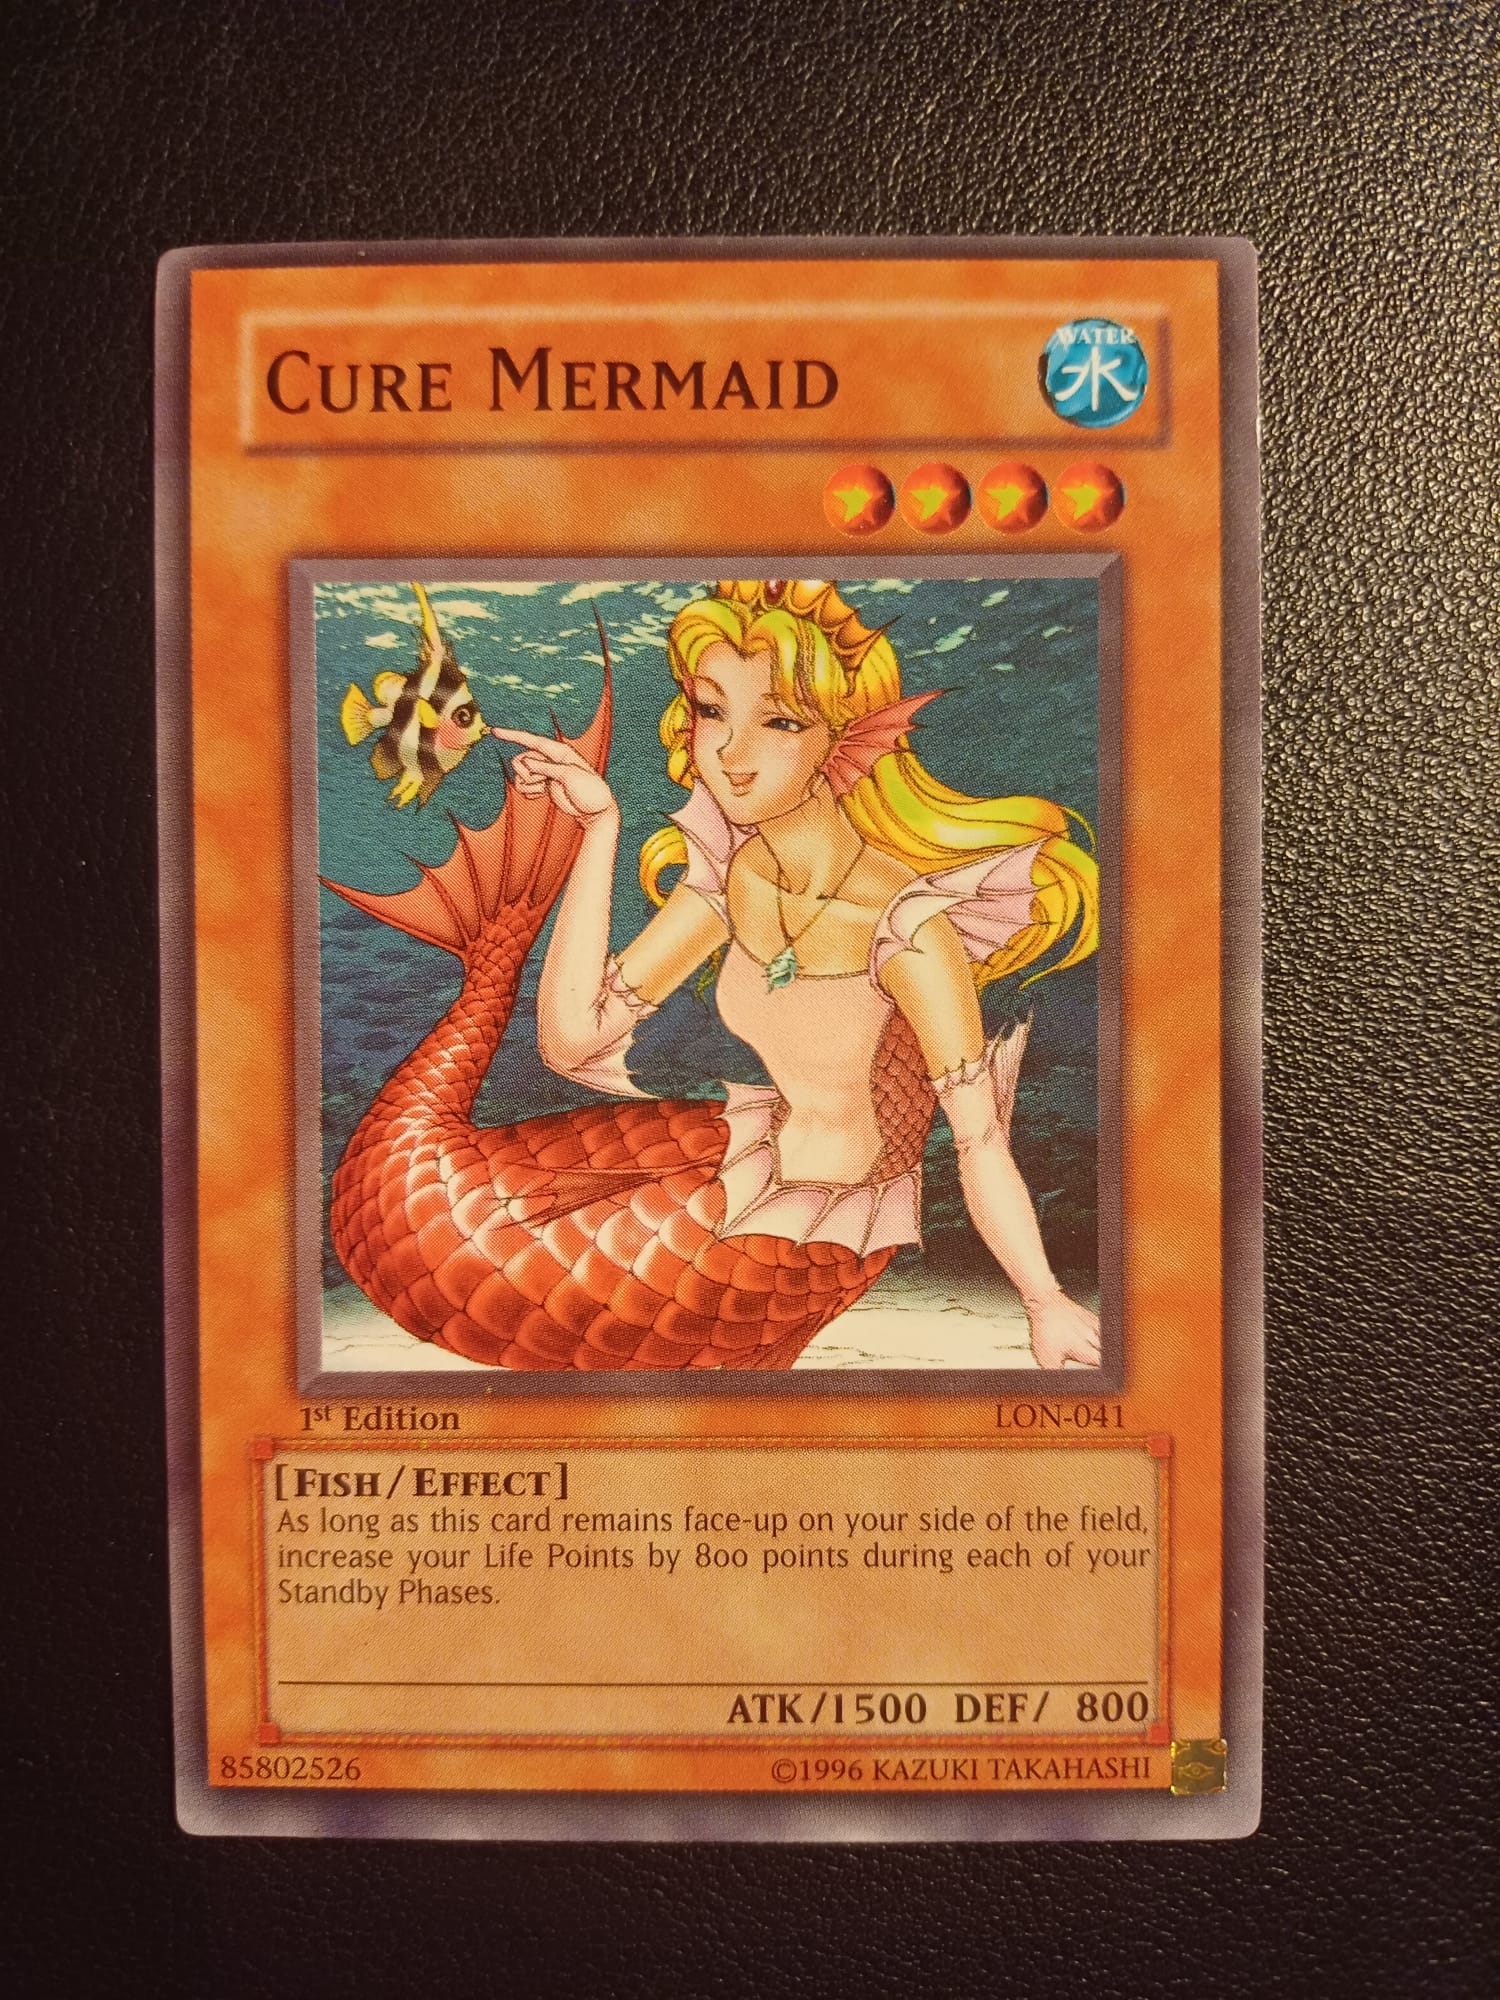 CURE MERMAID
WATER
水
1st Edition
LON-041
[FISH/EFFECT]
As long as this card remains face-up on your side of the field,
increase your Life Points by 800 points during each of your
Standby Phases.
ATK/1500 DEF/ 800
85802526
©1996 KAZUKI TAKAHASHI